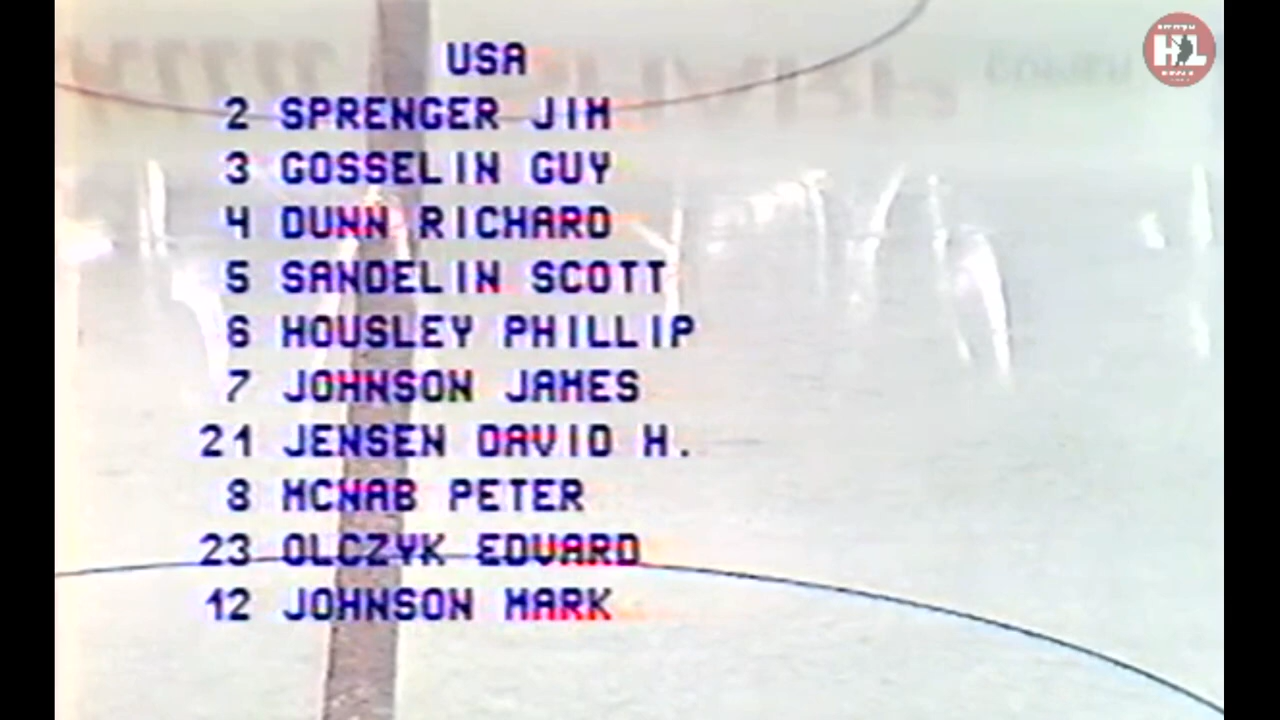 USA
2 SPRENGER JIM
3 GOSSELIN GUY
4 DUNN RICHARD
5 SANDELIN SCOTT
6 HOUSLEY PHILLIP
7 JOHNSON JAMES
21 JENSEN DAVID H.
8 MCNAB PETER
23 OLCZYK EDUARD
12 JOHNSON MARK
HL